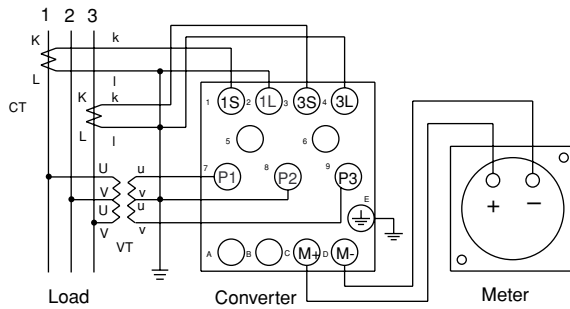 1 2 3
K k
L l
K k
L l
CT
1 1S 2 1L 3 3S 4 3L
5 6
7 P1 8 P2 9 P3
E
U u
V v
U u
V v
VT
A B C M+ D M-
+ −
Load
Converter
Meter